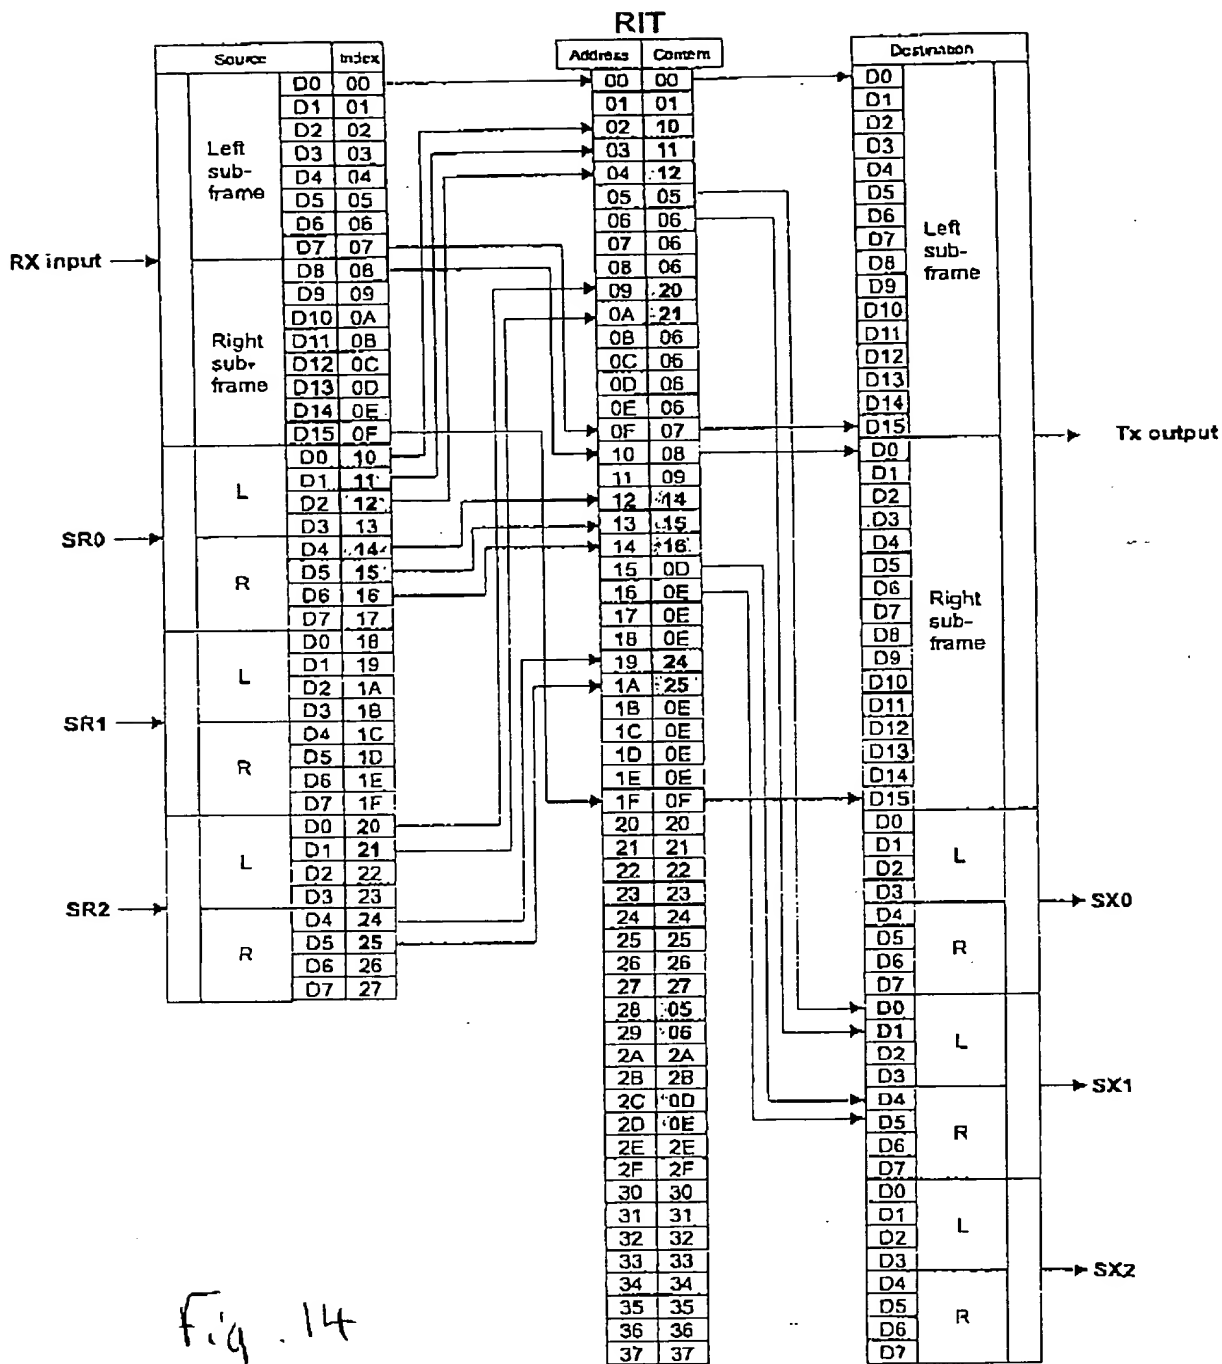 RIT
Source Index
D0 00
D1 01
D2 02
D3 03
D4 04
D5 05
D6 06
D7 07
Left
sub-
frame
RX input
D8 08
D9 09
D10 0A
D11 0B
D12 0C
D13 0D
D14 0E
D15 0F
Right
sub-
frame
D0 10
D1 11
D2 12
D3 13
L
SR0
D4 14
D5 15
D6 16
D7 17
R
D0 18
D1 19
D2 1A
D3 1B
L
SR1
D4 1C
D5 1D
D6 1E
D7 1F
R
D0 20
D1 21
D2 22
D3 23
L
SR2
D4 24
D5 25
D6 26
D7 27
R
Address Content
00 00
01 01
02 10
03 11
04 12
05 05
06 06
07 06
08 06
09 20
0A 21
0B 06
0C 06
0D 06
0E 06
0F 07
10 08
11 09
12 14
13 15
14 16
15 0D
16 0E
17 0E
18 0E
19 24
1A 25
1B 0E
1C 0E
1D 0E
1E 0E
1F 0F
20 20
21 21
22 22
23 23
24 24
25 25
26 26
27 27
28 05
29 06
2A 2A
2B 2B
2C 0D
2D 0E
2E 2E
2F 2F
30 30
31 31
32 32
33 33
34 34
35 35
36 36
37 37
Destination
D0
D1
D2
D3
D4
D5
D6
D7
D8
D9
D10
D11
D12
D13
D14
D15
Left
sub-
frame
Tx output
D0
D1
D2
D3
D4
D5
D6
D7
D8
D9
D10
D11
D12
D13
D14
D15
Right
sub-
frame
D0
D1
D2
D3
L
SX0
D4
D5
D6
D7
R
D0
D1
D2
D3
L
SX1
D4
D5
D6
D7
R
D0
D1
D2
D3
L
SX2
D4
D5
D6
D7
R
Fig. 14